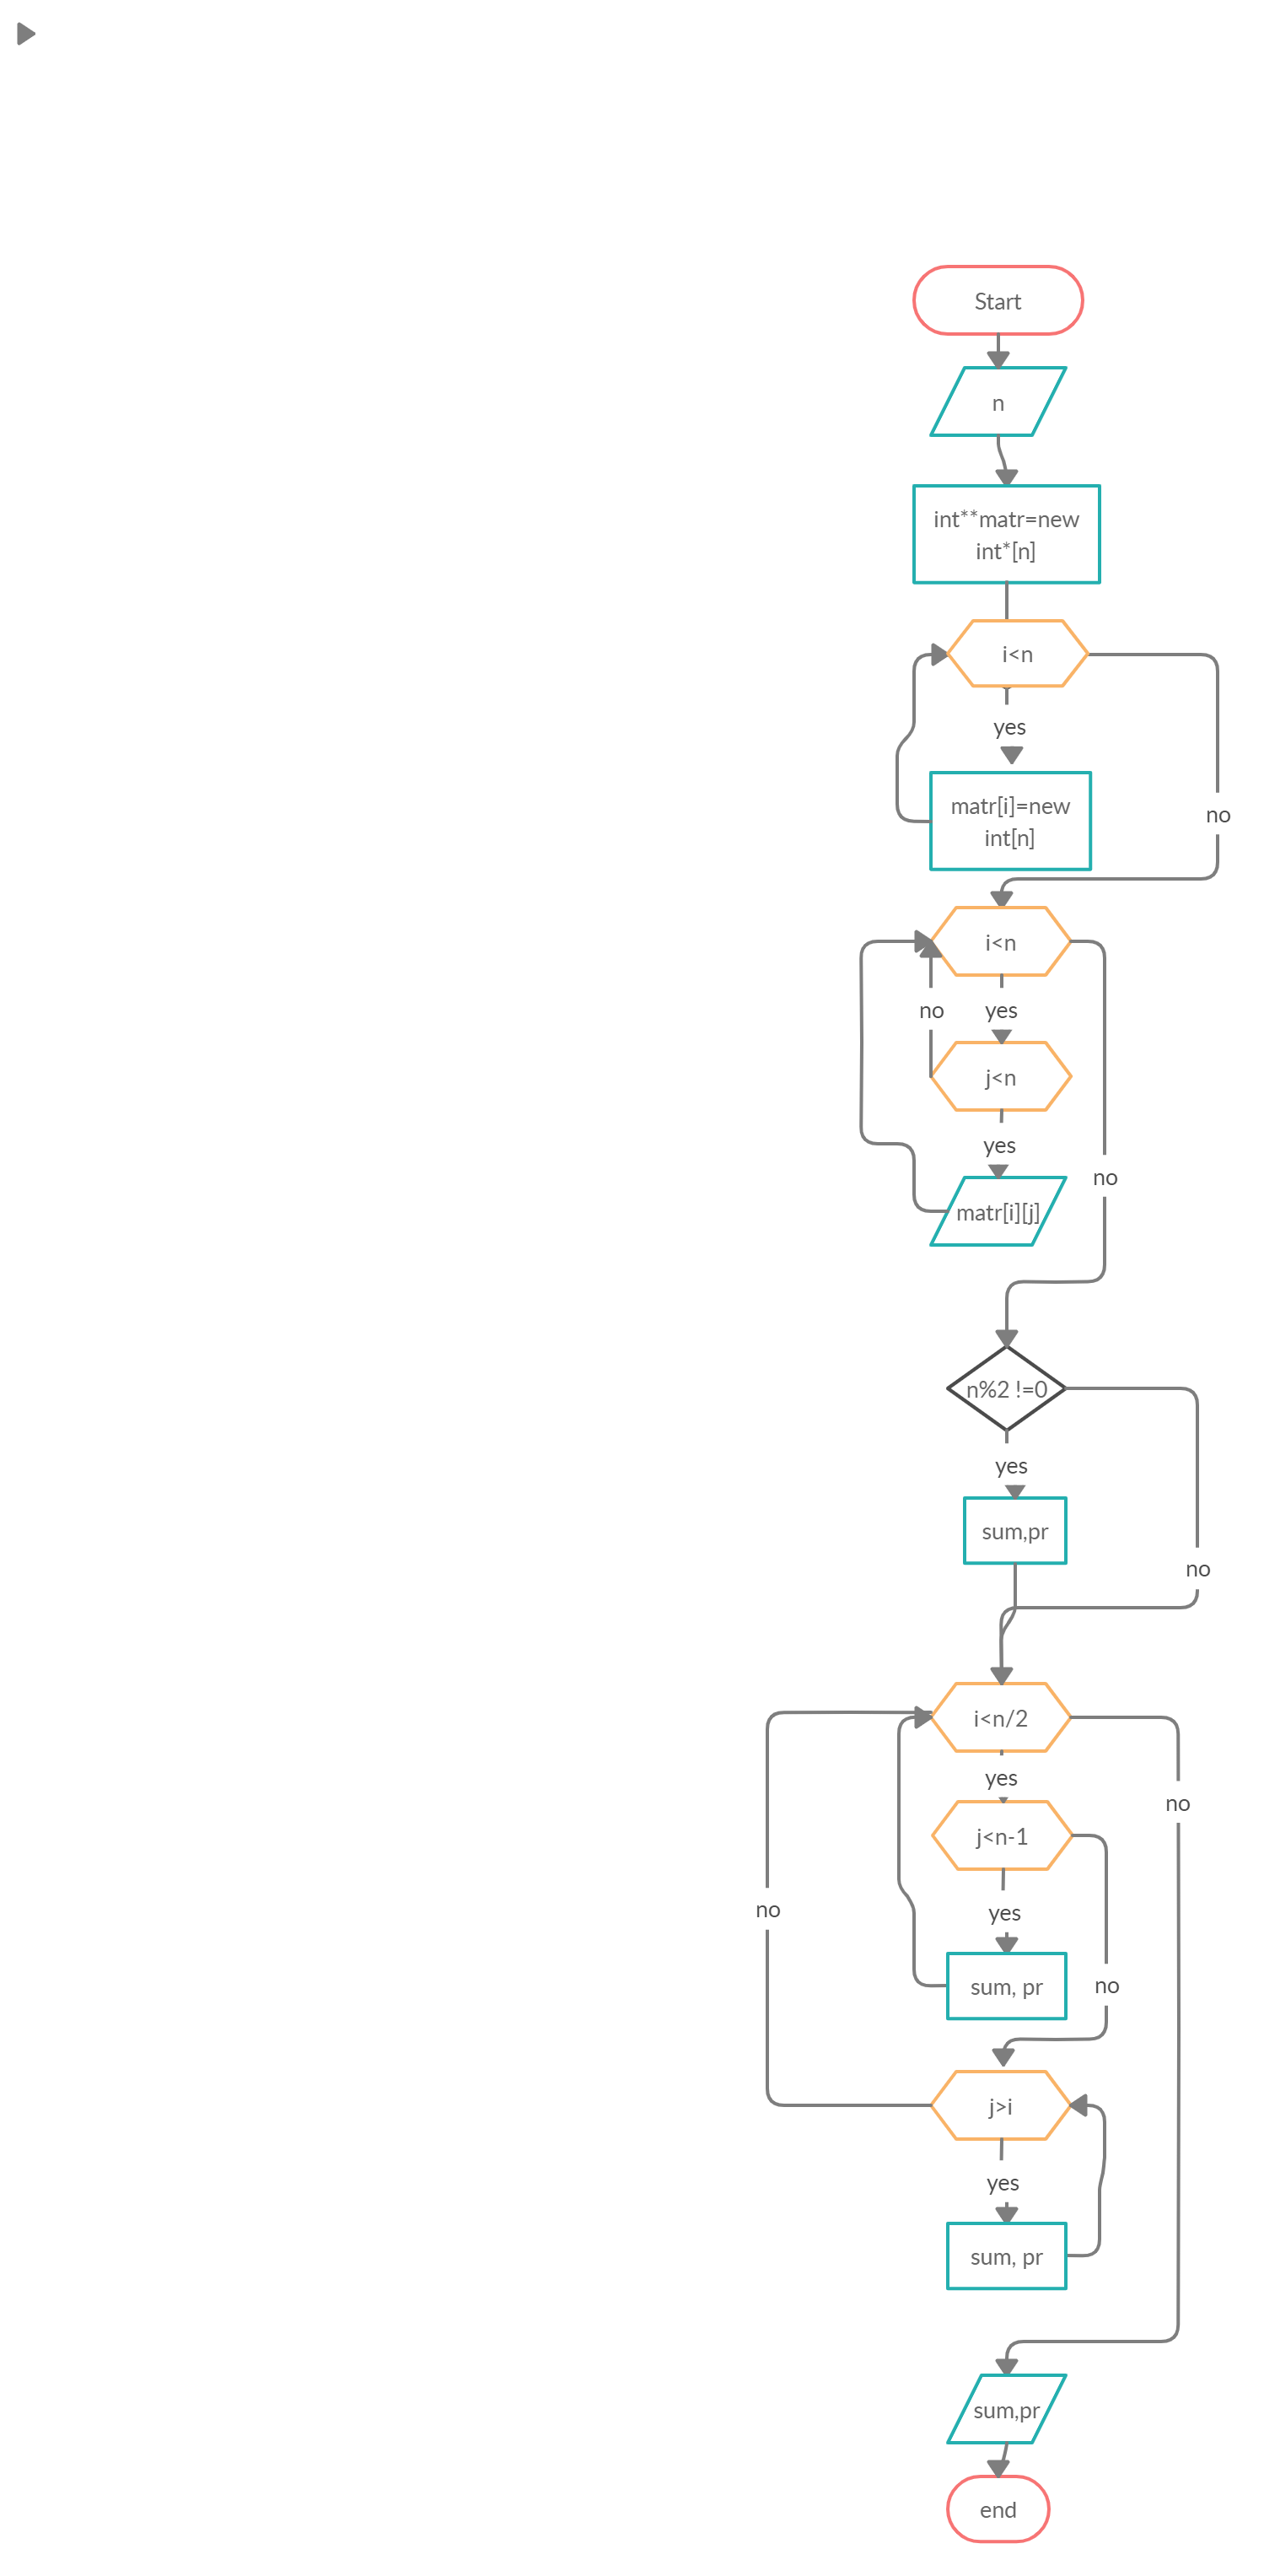 Start
n
int**matr=new
int*[n]
i<n
yes
matr[i]=new
int[n]
no
i<n
no
yes
j<n
yes
no
matr[i][j]
n%2 !=0
yes
sum,pr
no
i<n/2
yes
no
j<n-1
no
yes
sum, pr
no
j>i
yes
sum, pr
sum,pr
end